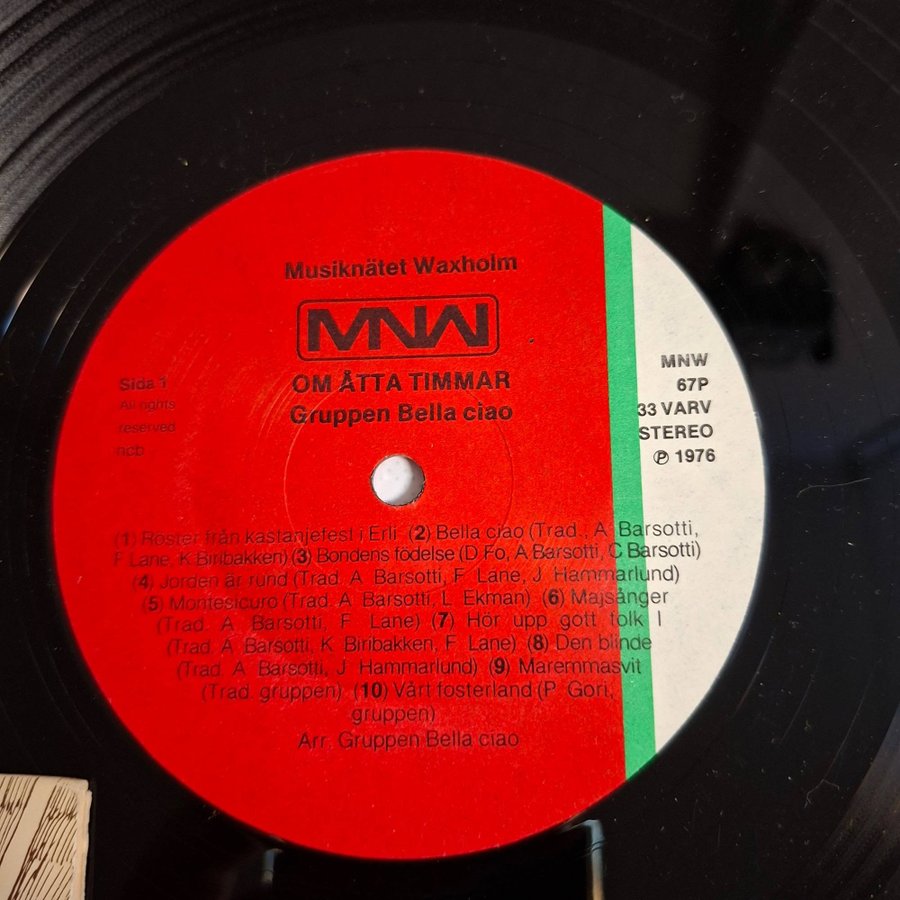 Musiknätet Waxholm
MNW
OM ÅTTA TIMMAR
Gruppen Bella ciao
Sida 1
All rights
reserved
ncb
MNW
67P
33 VARV
STEREO
℗ 1976
(1) Röster från kastanjefest i Erli (2) Bella ciao (Trad., A. Barsotti,
F Lane, K Biribakken) (3) Bondens födelse (D Fo, A Barsotti, C Barsotti)
(4) Jorden är rund (Trad. A Barsotti, F. Lane, J. Hammarlund)
(5) Montesicuro (Trad. A Barsotti, L Ekman) (6) Majsånger
(Trad. A. Barsotti, F Lane) (7) Hör upp gott folk I
(Trad. A Barsotti, K Biribakken, F. Lane) (8) Den blinde
(Trad. A Barsotti, J Hammarlund) (9) Maremmasvit
(Trad. gruppen) (10) Vårt fosterland (P. Gori,
gruppen)
Arr. Gruppen Bella ciao